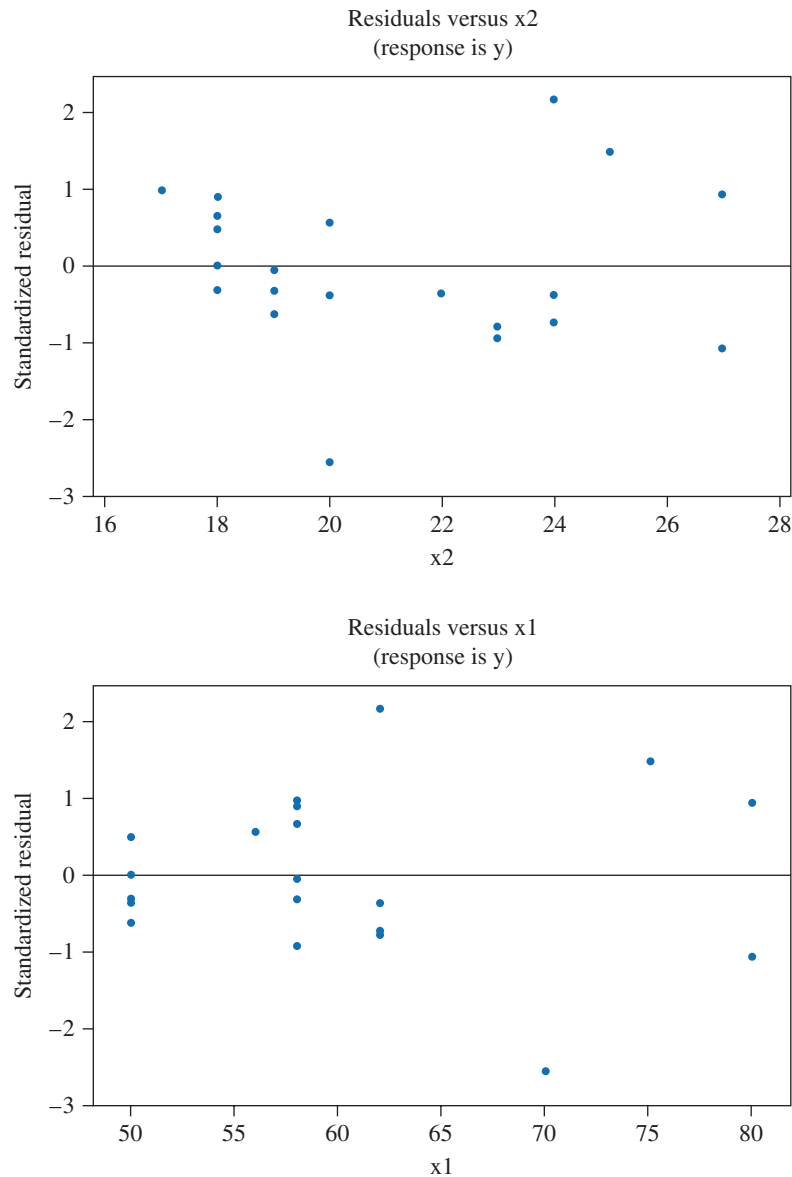 Residuals versus x2
(response is y)
Standardized residual
2
1
0
−1
−2
−3
16 18 20 22 24 26 28
x2
Residuals versus x1
(response is y)
Standardized residual
2
1
0
−1
−2
−3
50 55 60 65 70 75 80
x1